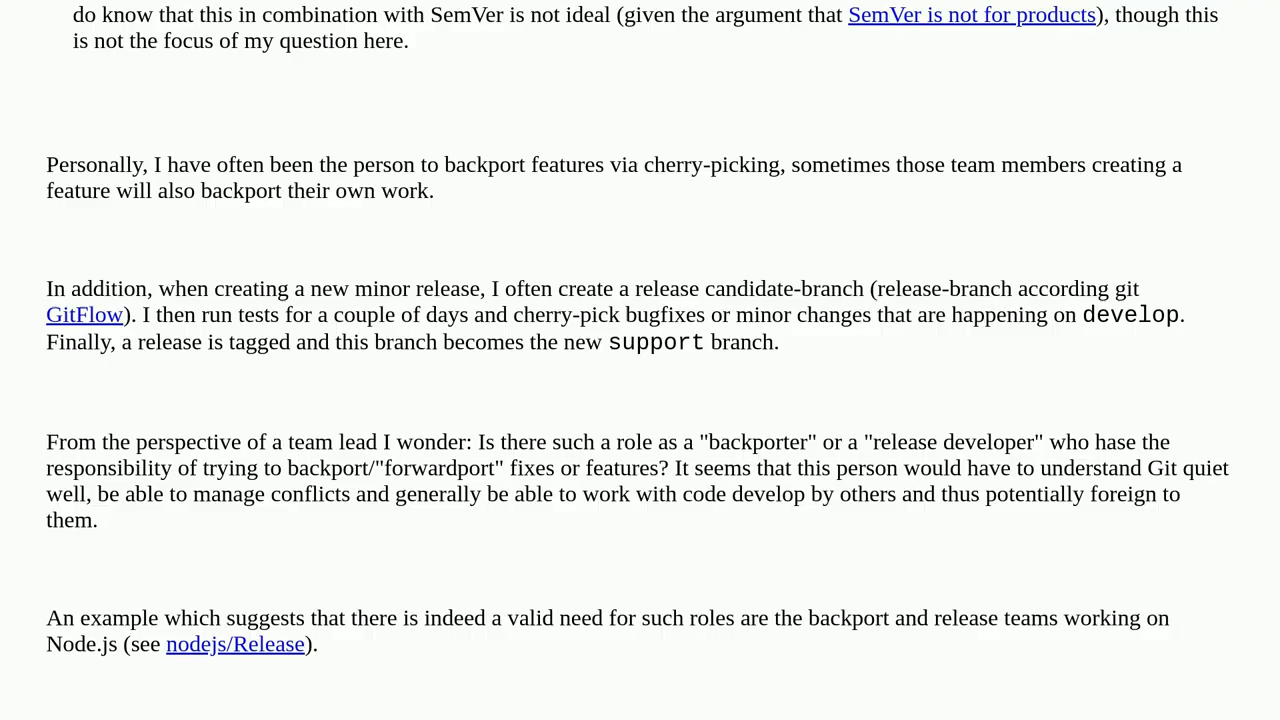 do know that this in combination with SemVer is not ideal (given the argument that SemVer is not for products), though this
is not the focus of my question here.
Personally, I have often been the person to backport features via cherry-picking, sometimes those team members creating a
feature will also backport their own work.
In addition, when creating a new minor release, I often create a release candidate-branch (release-branch according git
GitFlow). I then run tests for a couple of days and cherry-pick bugfixes or minor changes that are happening on develop.
Finally, a release is tagged and this branch becomes the new support branch.
From the perspective of a team lead I wonder: Is there such a role as a "backporter" or a "release developer" who hase the
responsibility of trying to backport/"forwardport" fixes or features? It seems that this person would have to understand Git quiet
well, be able to manage conflicts and generally be able to work with code develop by others and thus potentially foreign to
them.
An example which suggests that there is indeed a valid need for such roles are the backport and release teams working on
Node.js (see nodejs/Release).